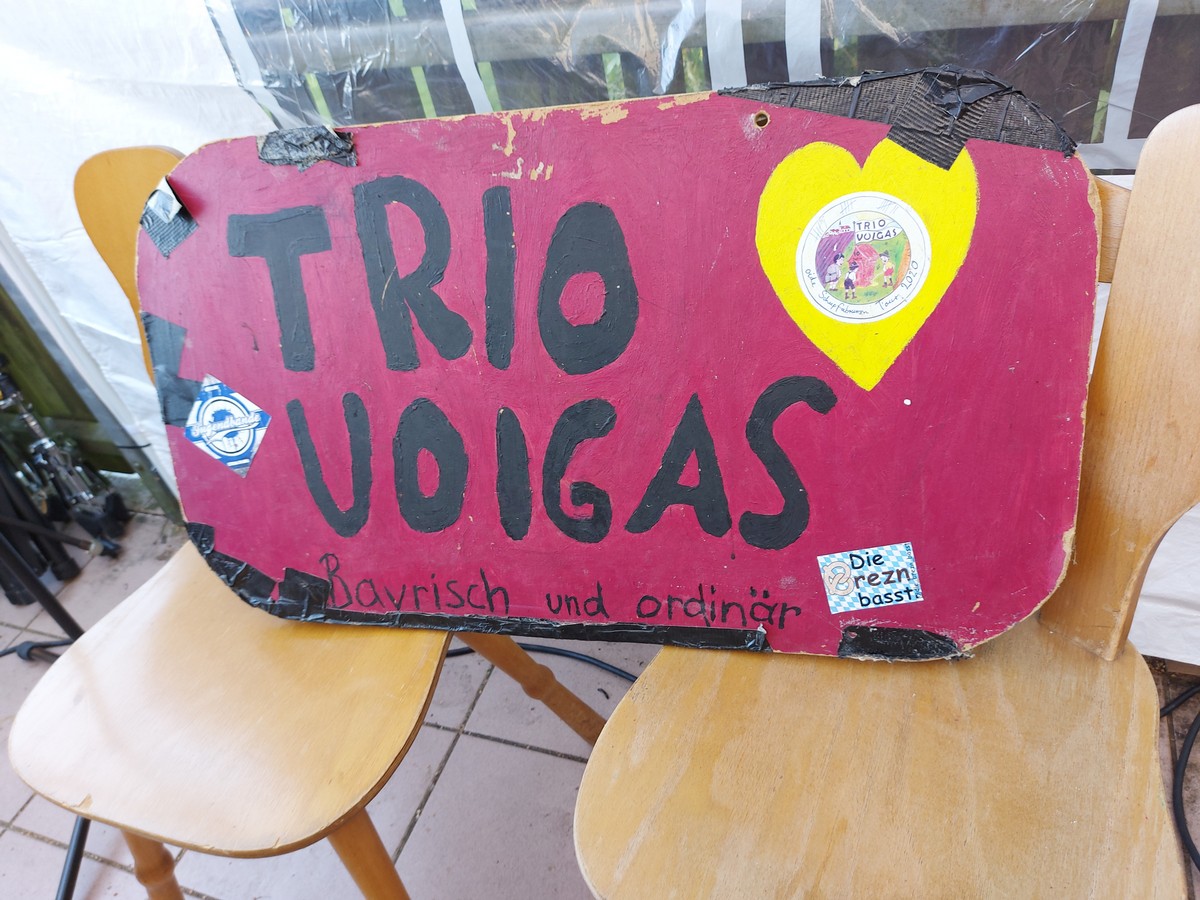 TRIO
VOIGAS
TRIO
VOIGAS
2020
Bayrisch und ordinär
Die
Brezn
basst